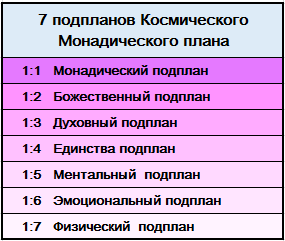 7 подпланов Космического
Монадического плана
1:1 Монадический подплан
1:2 Божественный подплан
1:3 Духовный подплан
1:4 Единства подплан
1:5 Ментальный подплан
1:6 Эмоциональный подплан
1:7 Физический подплан